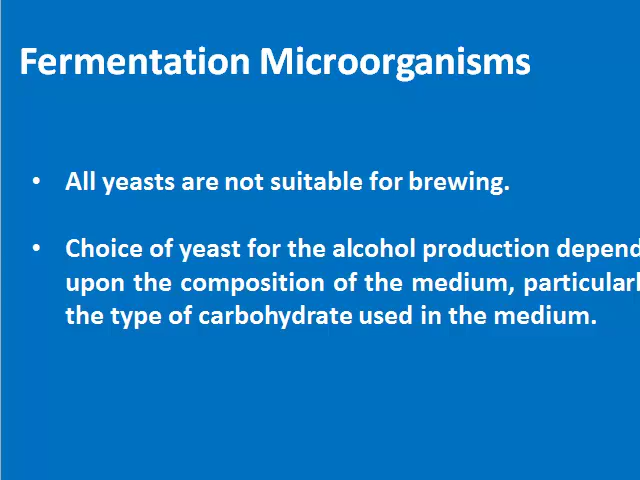 Fermentation Microorganisms
• All yeasts are not suitable for brewing.
• Choice of yeast for the alcohol production depend
upon the composition of the medium, particularl
the type of carbohydrate used in the medium.